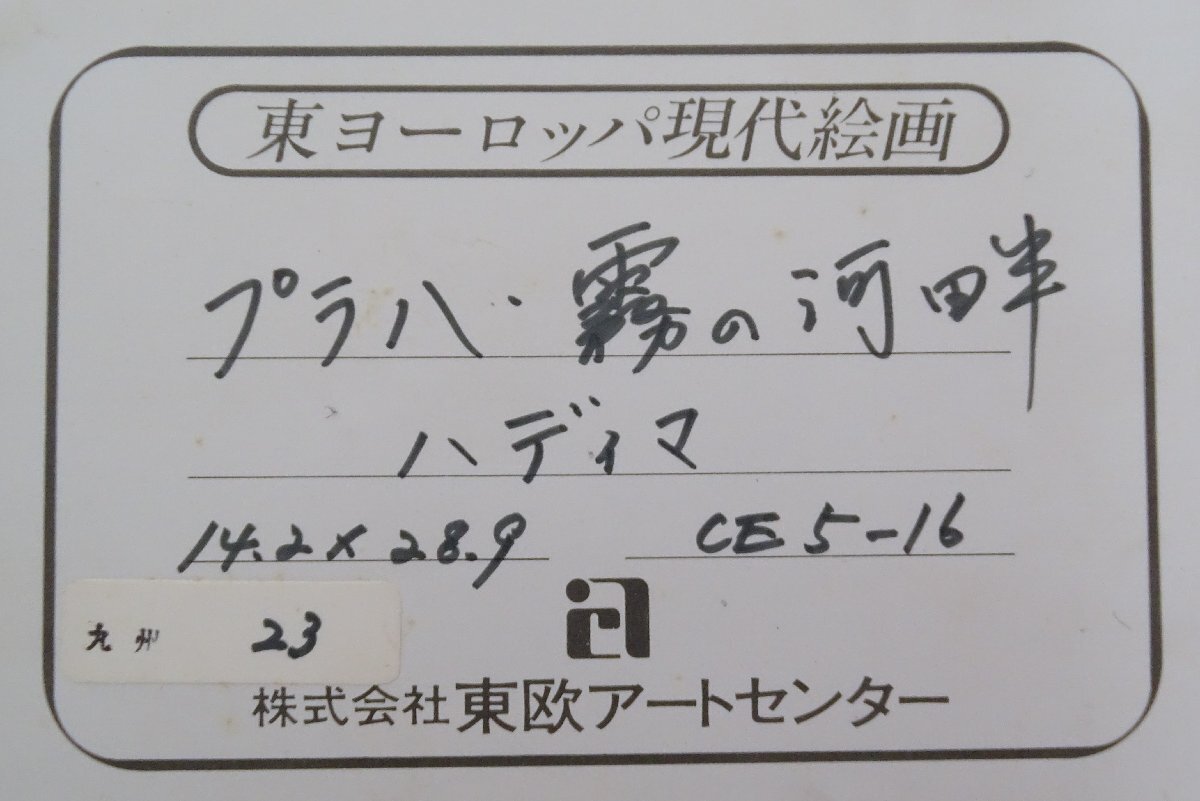 東ヨーロッパ現代絵画
プラハ・霧の河畔
ハディマ
14.2×28.9 CE5-16
九州 23
株式会社東欧アートセンター